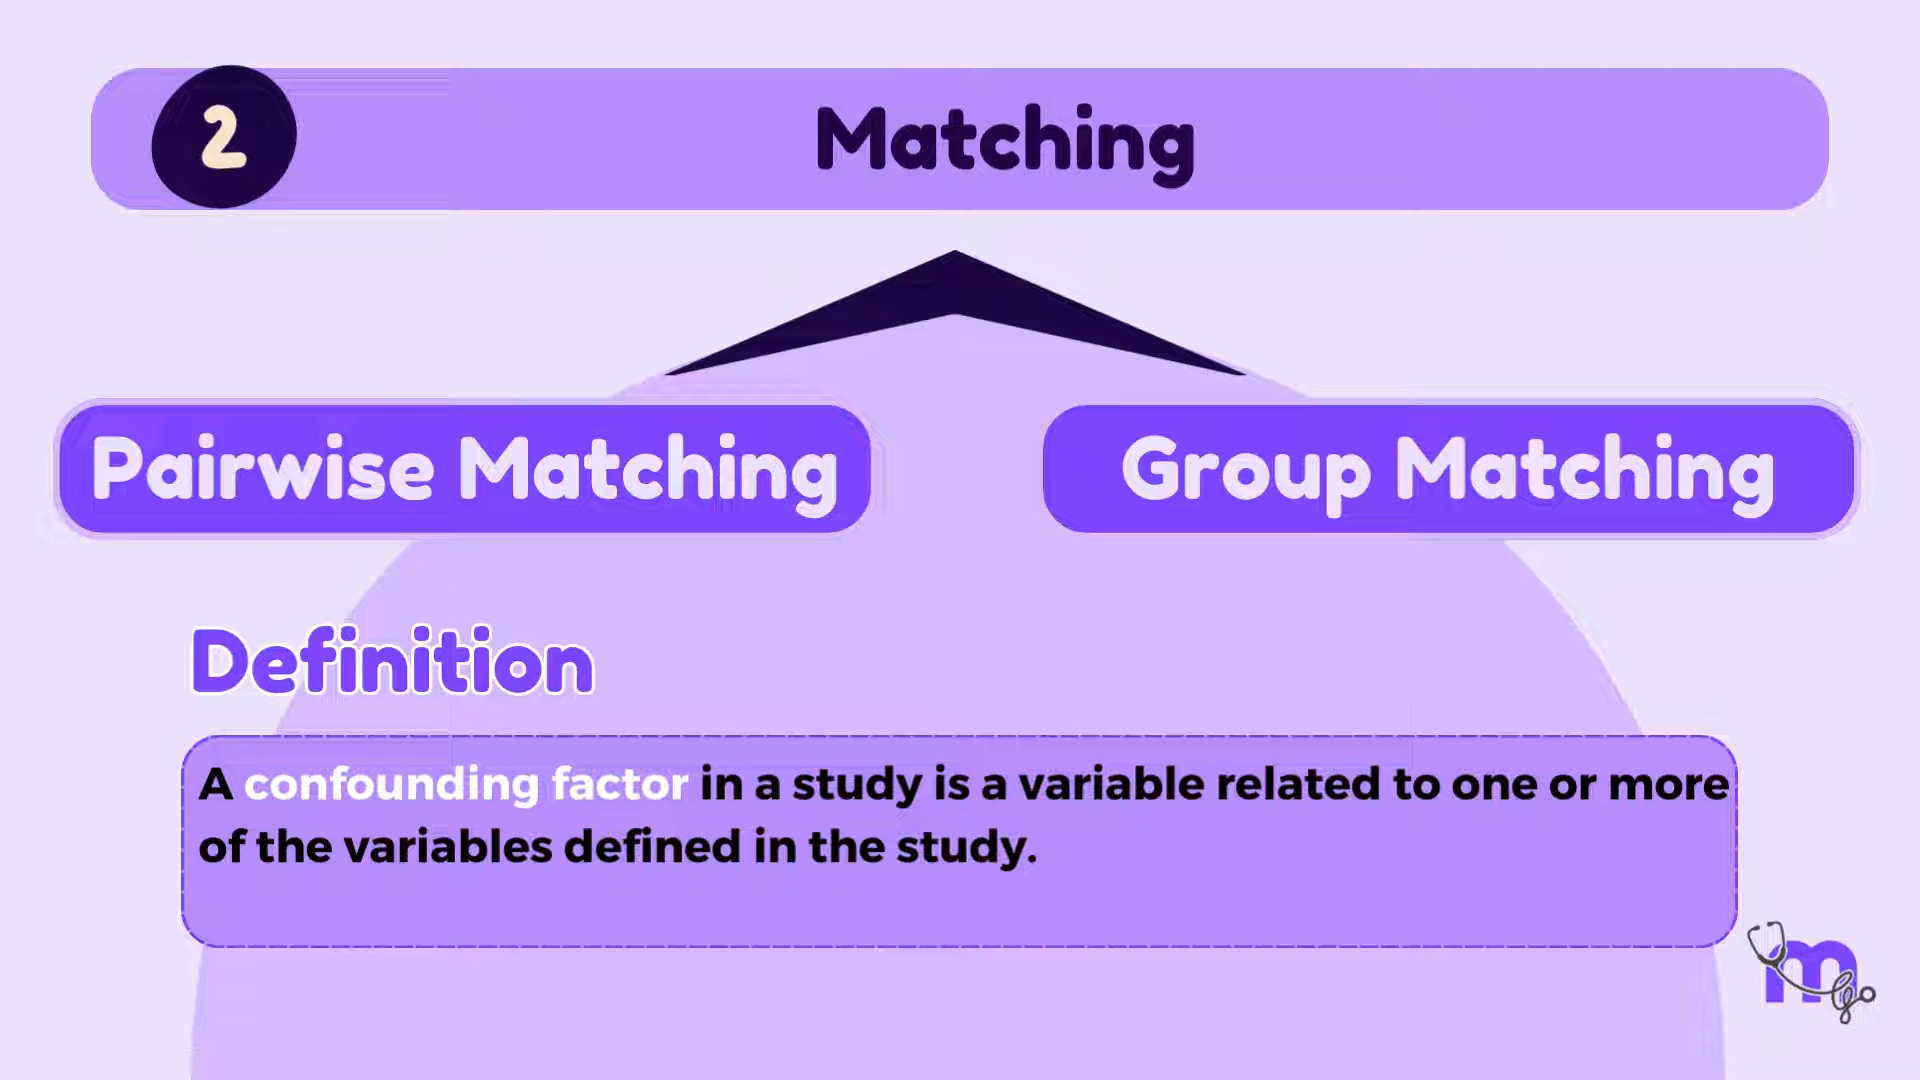 2
Matching
Pairwise Matching
Group Matching
Definition
A confounding factor in a study is a variable related to one or more
of the variables defined in the study.
m go